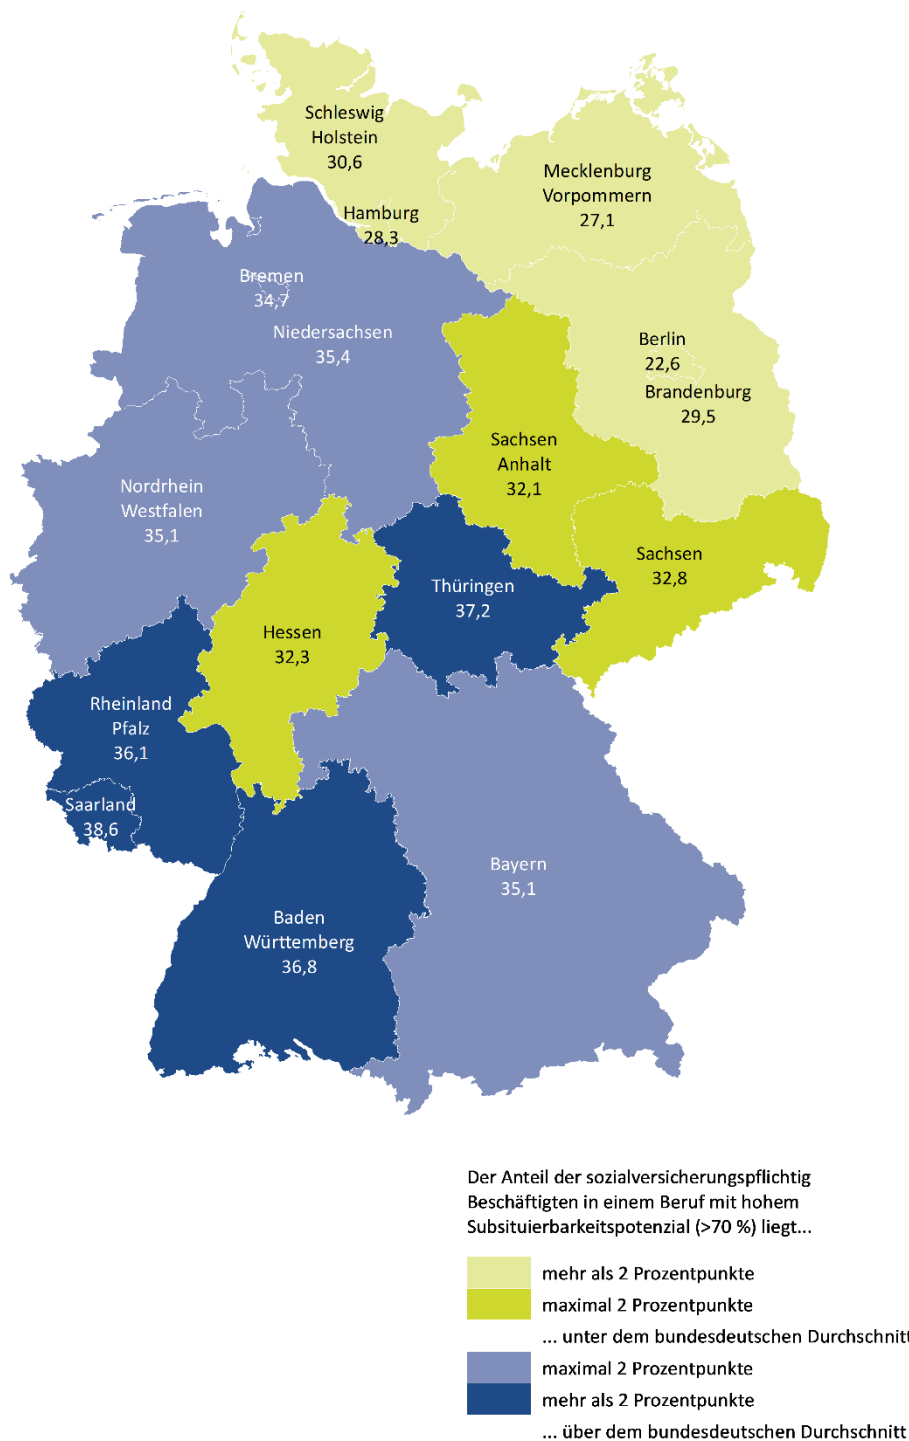 Schleswig
Holstein
30,6
Mecklenburg
Vorpommern
27,1
Hamburg
28,3
Bremen
34,7
Niedersachsen
35,4
Berlin
22,6
Brandenburg
29,5
Sachsen
Anhalt
32,1
Nordrhein
Westfalen
35,1
Sachsen
32,8
Thüringen
37,2
Hessen
32,3
Rheinland
Pfalz
36,1
Saarland
38,6
Bayern
35,1
Baden
Württemberg
36,8
Der Anteil der sozialversicherungspflichtig
Beschäftigten in einem Beruf mit hohem
Subsituierbarkeitspotenzial (>70 %) liegt...
mehr als 2 Prozentpunkte
maximal 2 Prozentpunkte
... unter dem bundesdeutschen Durchschnitt
maximal 2 Prozentpunkte
mehr als 2 Prozentpunkte
... über dem bundesdeutschen Durchschnitt